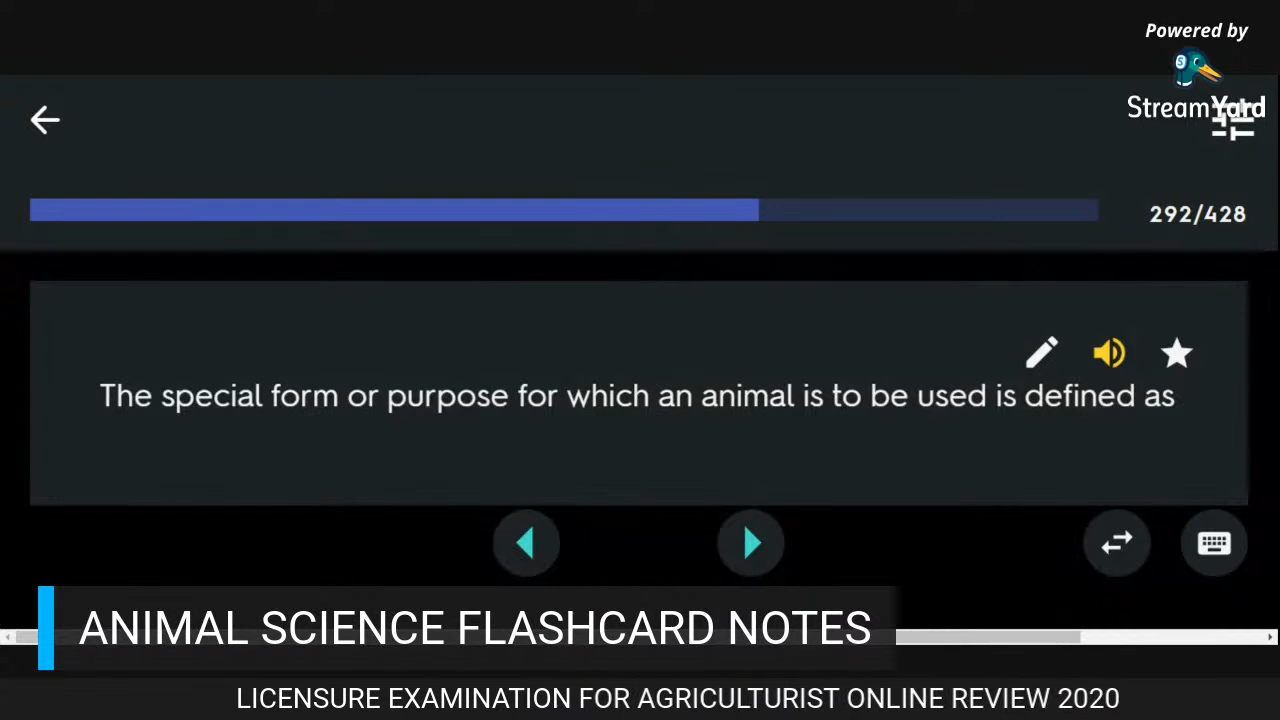 Powered by
StreamYard
292/428
The special form or purpose for which an animal is to be used is defined as
ANIMAL SCIENCE FLASHCARD NOTES
LICENSURE EXAMINATION FOR AGRICULTURIST ONLINE REVIEW 2020